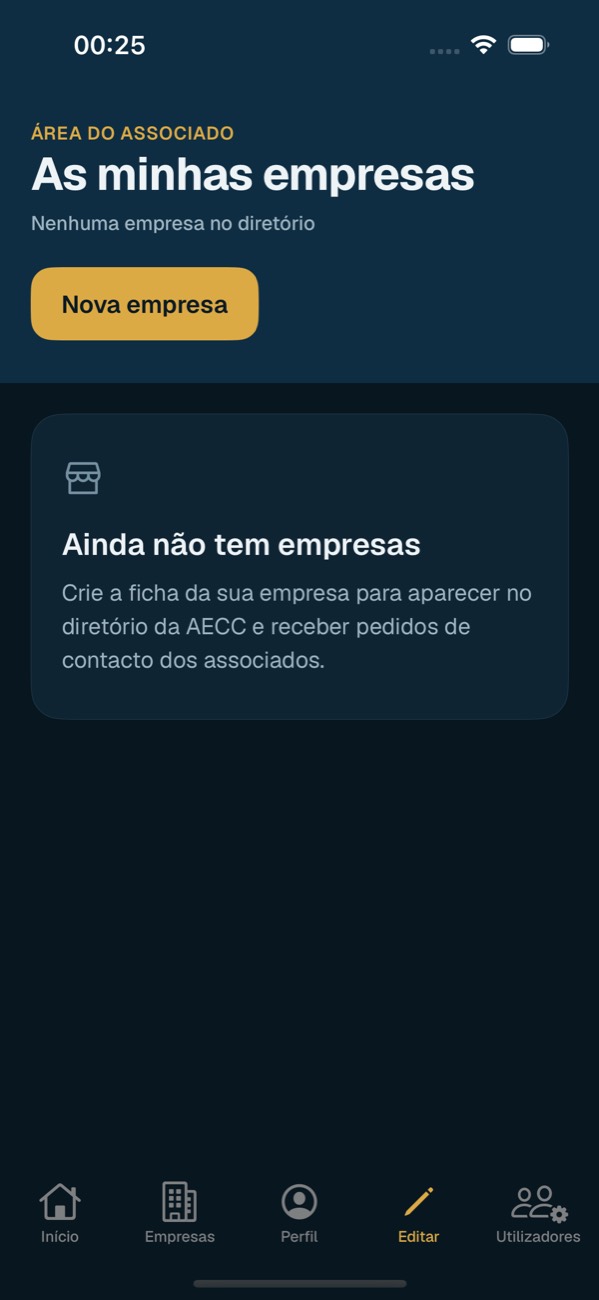 00:25
ÁREA DO ASSOCIADO
As minhas empresas
Nenhuma empresa no diretório
Nova empresa
Ainda não tem empresas
Crie a ficha da sua empresa para aparecer no
diretório da AECC e receber pedidos de
contacto dos associados.
Início
Empresas
Perfil
Editar
Utilizadores